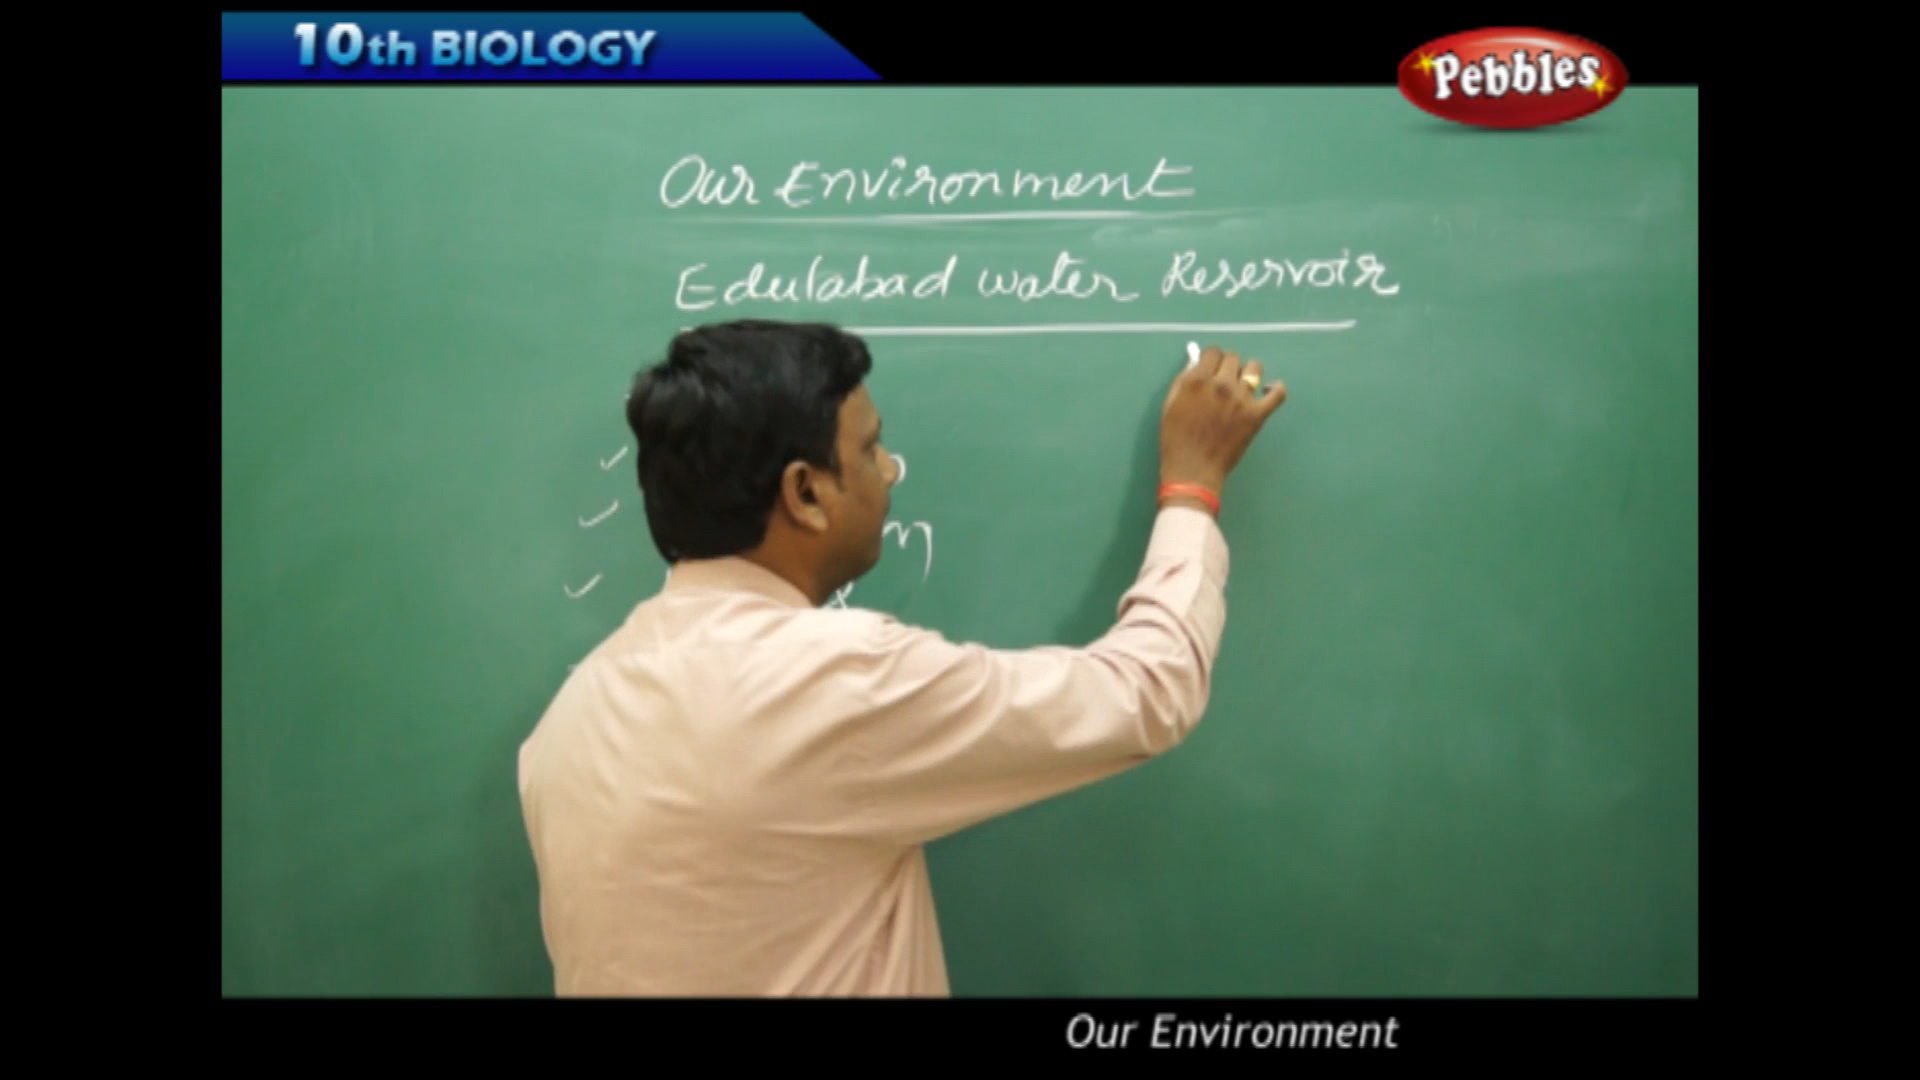 10th BIOLOGY
Pebbles
Our Environment
Edulabad water Reservoir
Our Environment